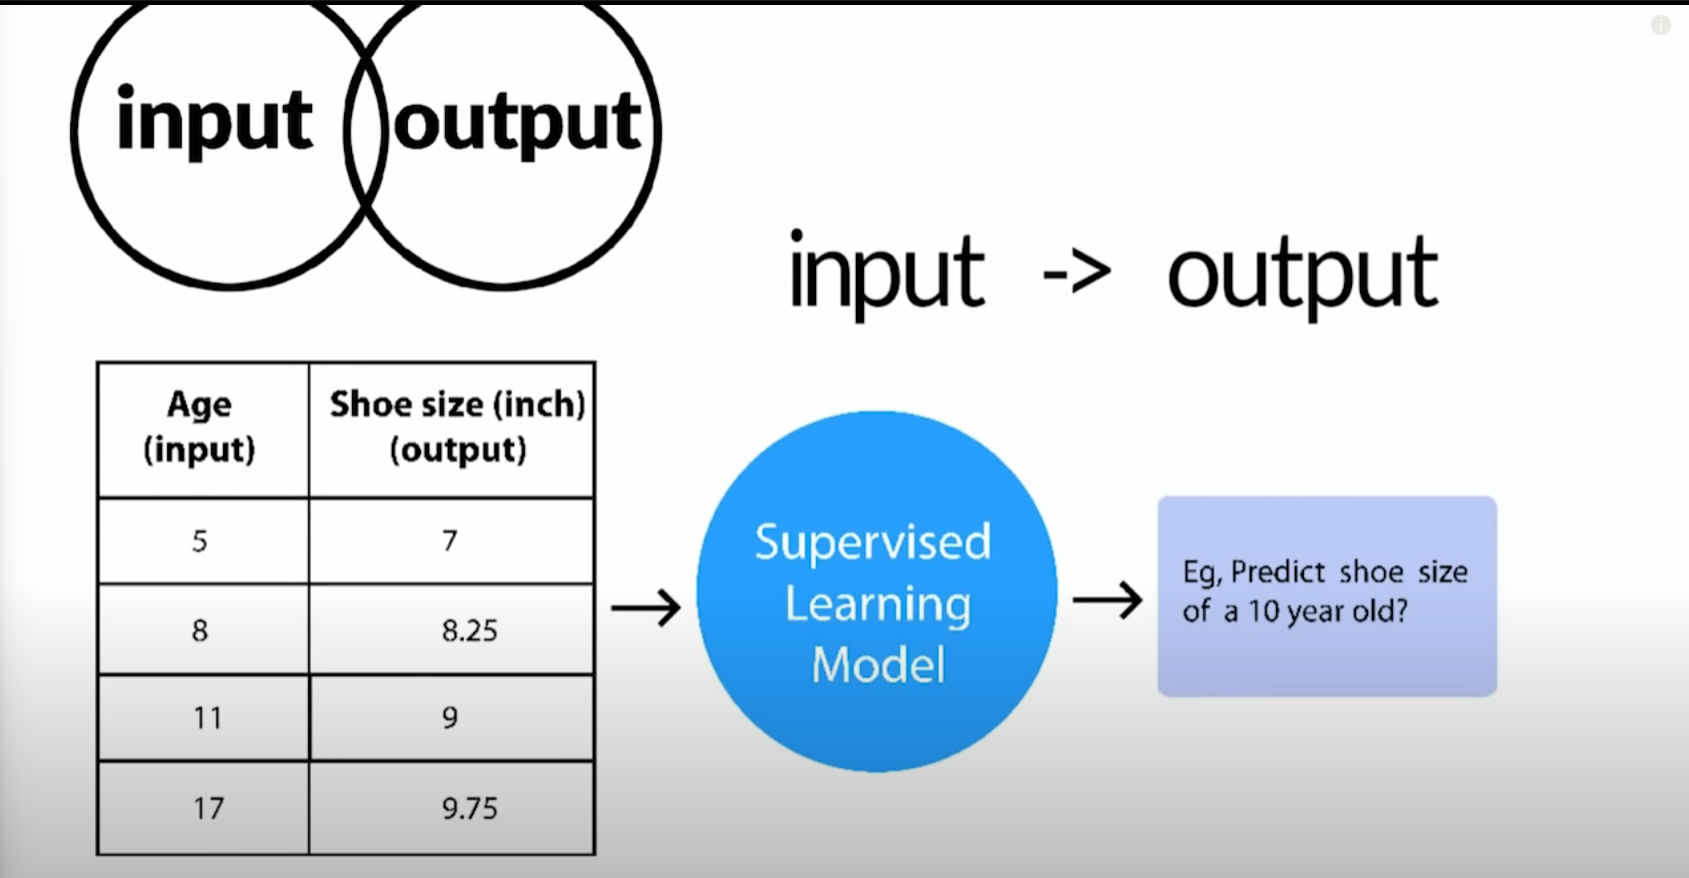 input output
input -> output
Age (input) Shoe size (inch) (output)
5 7
8 8.25
11 9
17 9.75
Supervised
Learning
Model
Eg, Predict shoe size
of a 10 year old?